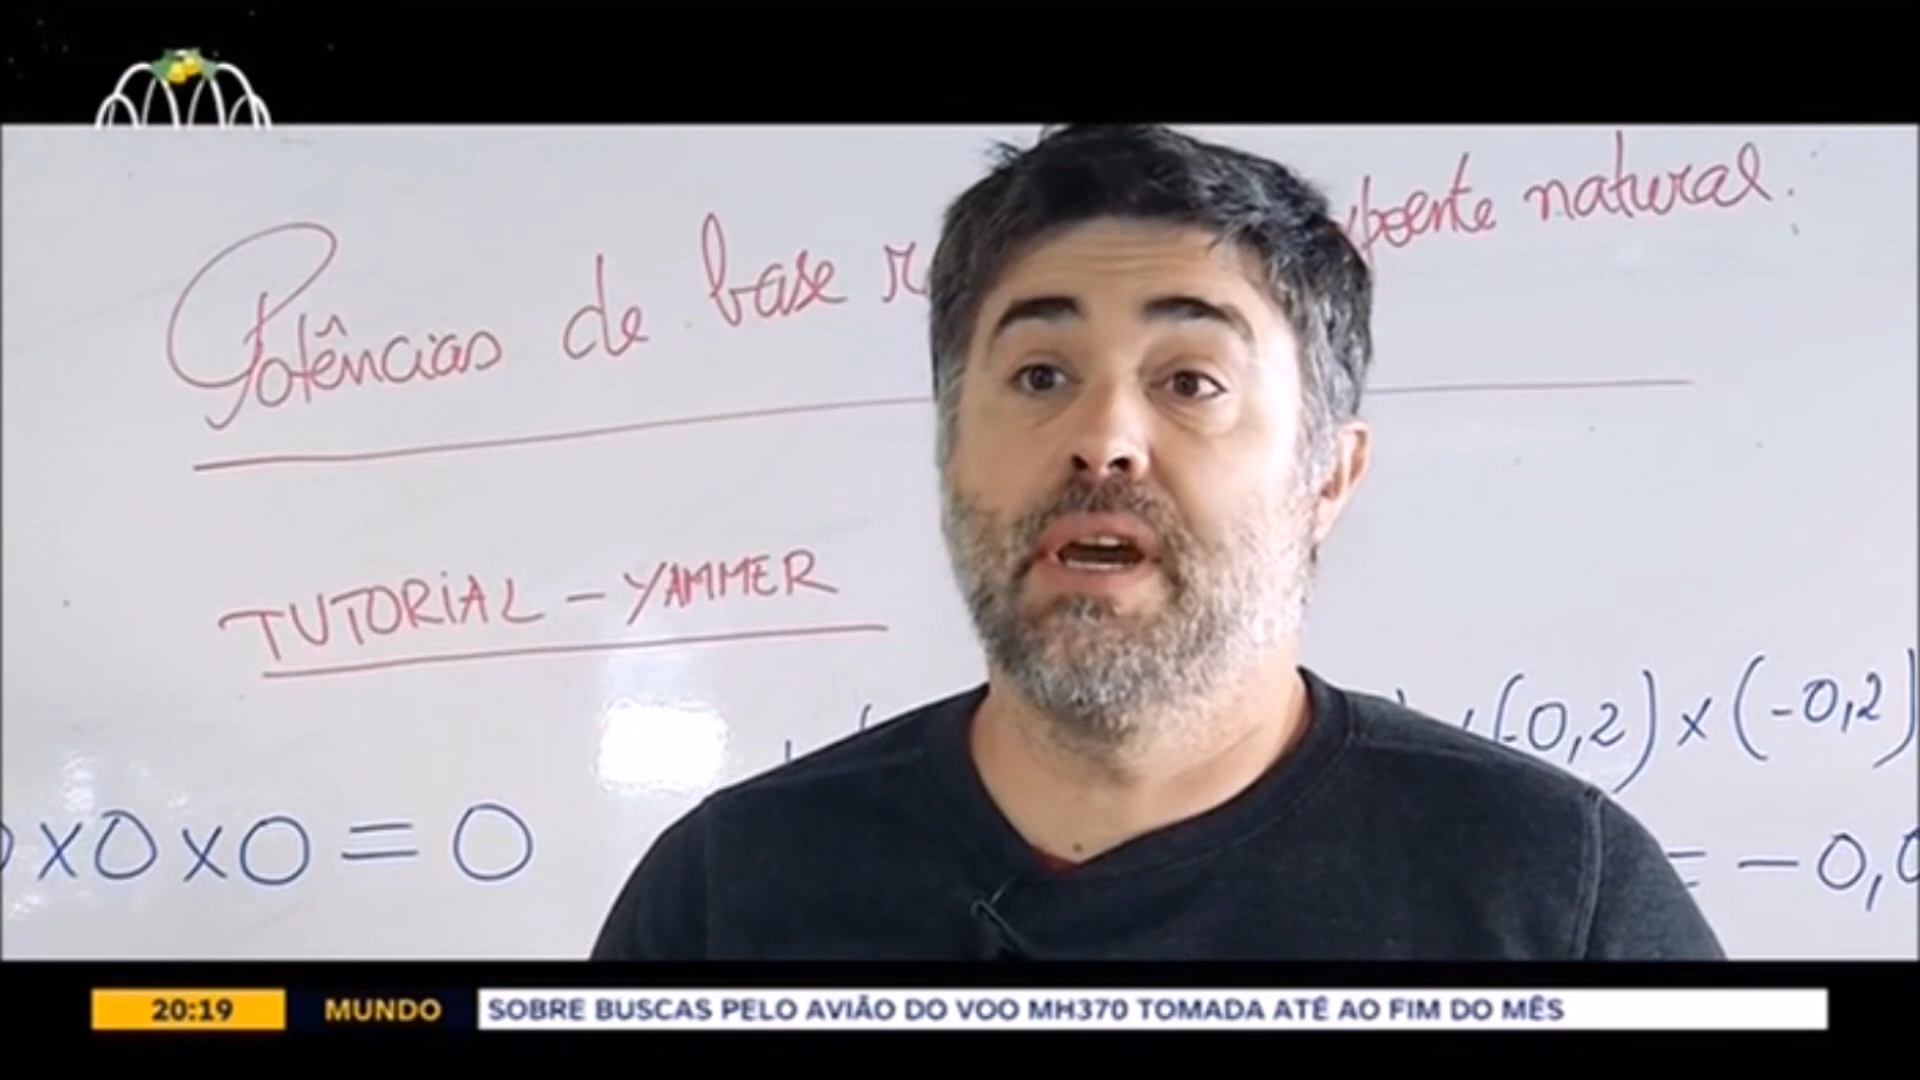 Potências de base r xpoente natural.
TUTORIAL - YAMMER
(-0,2) x (-0,2)
x0x0=0
= -0,0
20:19 MUNDO SOBRE BUSCAS PELO AVIÃO DO VOO MH370 TOMADA ATÉ AO FIM DO MÊS